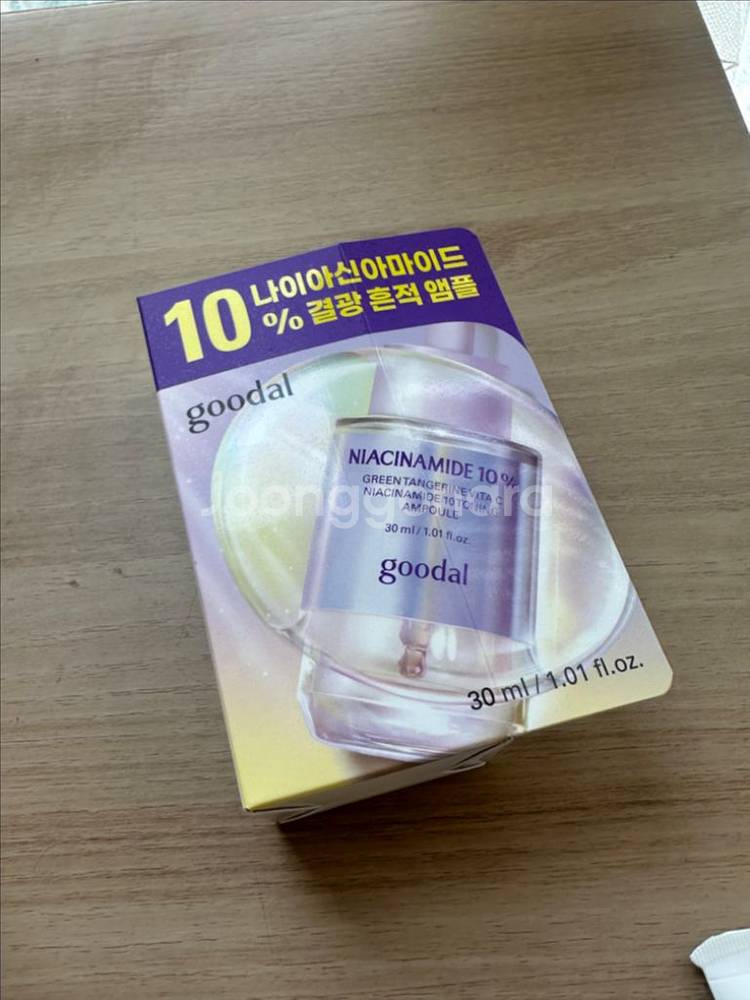 10% 나이아신아마이드
결광 흔적 앰플
goodal
NIACINAMIDE 10%
GREEN TANGERINE VITA C
NIACINAMIDE 10 TONING
AMPOULE
30 ml / 1.01 fl.oz.
goodal
30 ml / 1.01 fl.oz.
Joonggonara